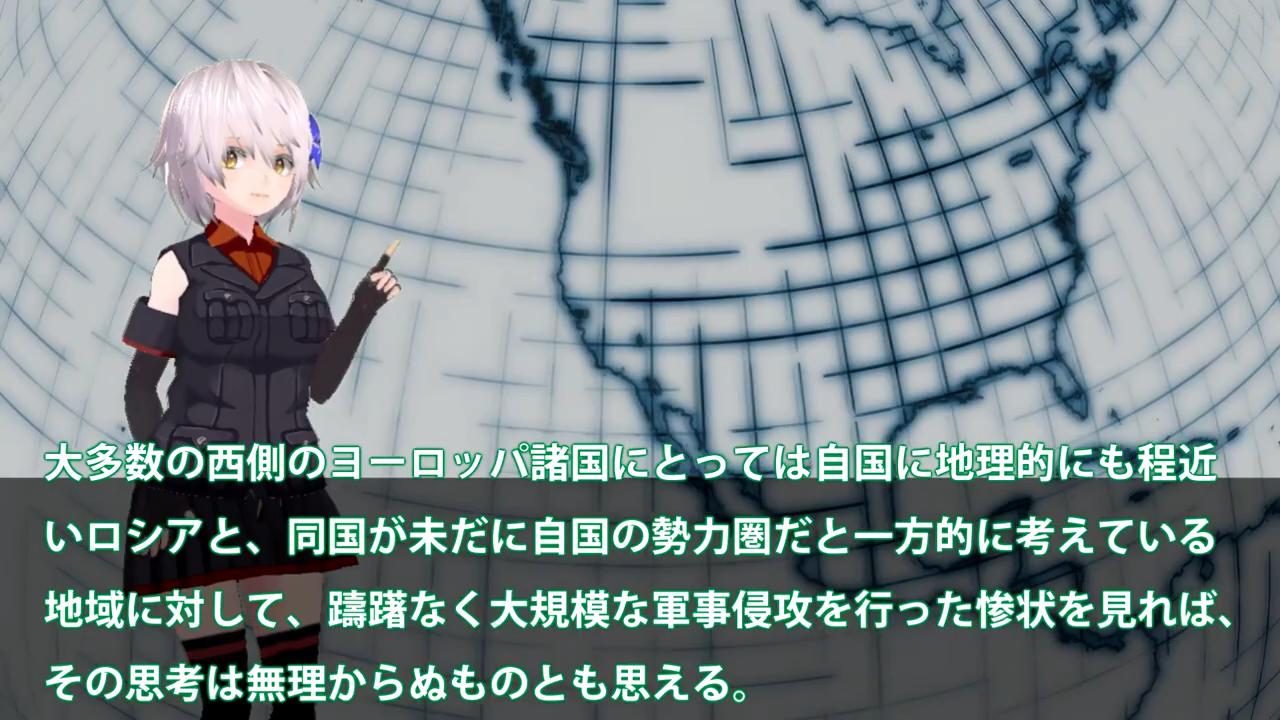 大多数の西側のヨーロッパ諸国にとっては自国に地理的にも程近
いロシアと、同国が未だに自国の勢力圏だと一方的に考えている
地域に対して、躊躇なく大規模な軍事侵攻を行った惨状を見れば、
その思考は無理からぬものとも思える。